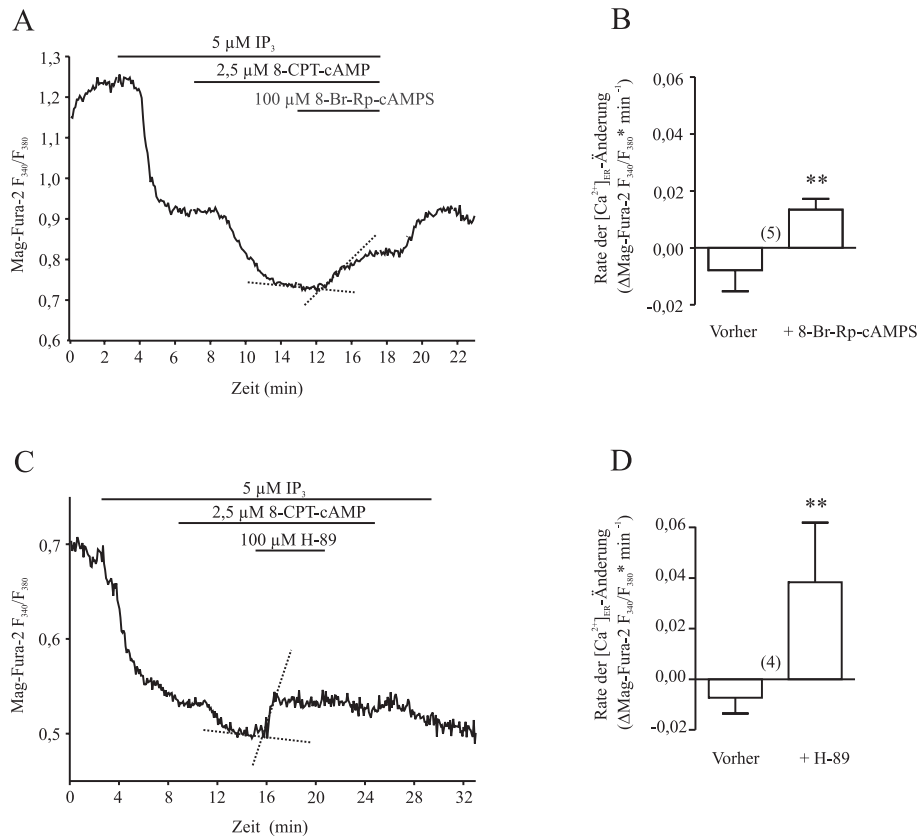 A
5 µM IP₃
2,5 µM 8-CPT-cAMP
100 µM 8-Br-Rp-cAMPS
Mag-Fura-2 F₃₄₀/F₃₈₀
1,3
1,2
1,1
1,0
0,9
0,8
0,7
0,6
0 2 4 6 8 8 10 12 14 16 18 20 22
Zeit (min)
B
Rate der [Ca²⁺]ER-Änderung
(ΔMag-Fura-2 F₃₄₀/F₃₈₀* min⁻¹)
0,06
0,04
0,02
0,00
-0,02
**
(5)
Vorher + 8-Br-Rp-cAMPS
C
5 µM IP₃
2,5 µM 8-CPT-cAMP
100 µM H-89
Mag-Fura-2 F₃₄₀/F₃₈₀
0,7
0,6
0,5
0 4 8 12 16 20 24 28 32
Zeit (min)
D
Rate der [Ca²⁺]ER-Änderung
(ΔMag-Fura-2 F₃₄₀/F₃₈₀* min⁻¹)
0,06
0,04
0,02
0,00
-0,02
**
(4)
Vorher + H-89